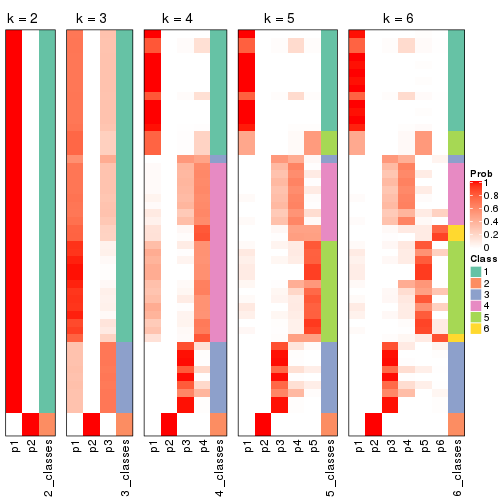 k = 2
k = 3
k = 4
k = 5
k = 6
p1
p2
2_classes
p1
p2
p3
3_classes
p1
p2
p3
p4
4_classes
p1
p2
p3
p4
p5
5_classes
p1
p2
p3
p4
p5
p6
6_classes
Prob
1
0.8
0.6
0.4
0.2
0
Class
1
2
3
4
5
6